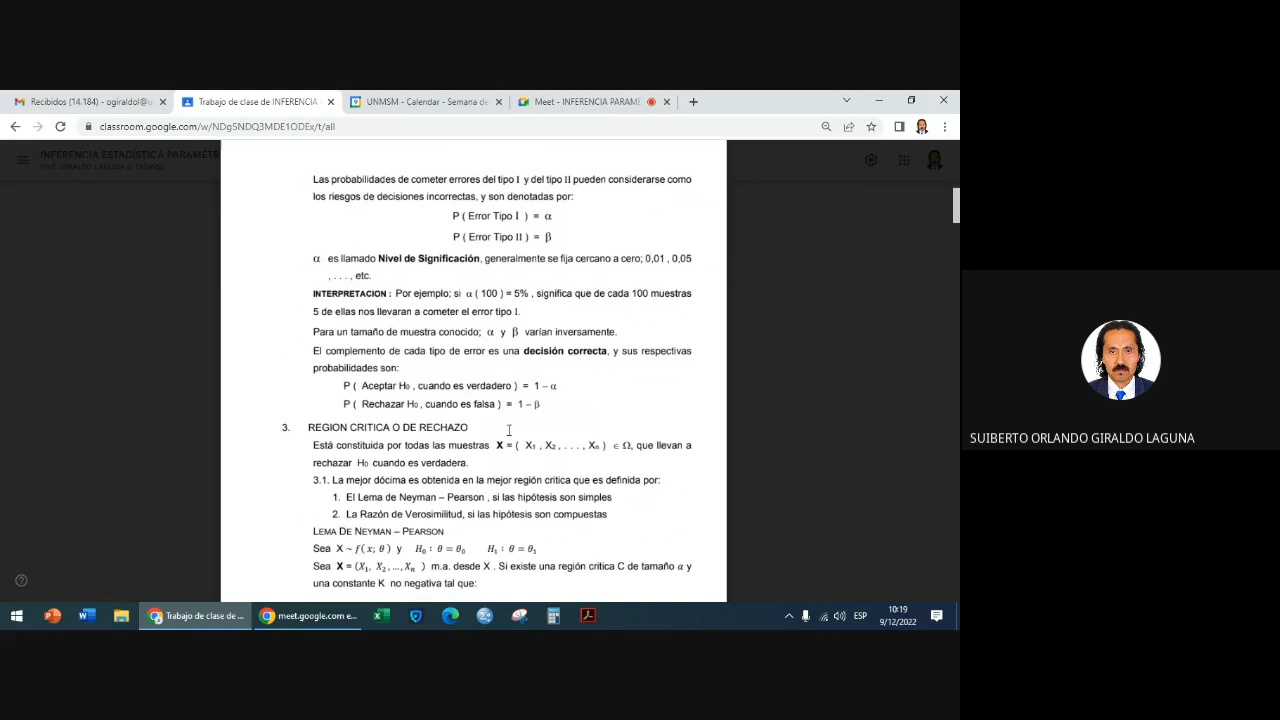 Recibidos (14.184) - ogiraldol@u
Trabajo de clase de INFERENCIA
UNMSM - Calendar - Semana de
Meet - INFERENCIA PARAMÉ
classroom.google.com/w/NDg5NDQ3MDE1ODEx/t/all
INFERENCIA ESTADÍSTICA PARAMÉTR
Prof. GIRALDO LAGUNA S. Orlando
Las probabilidades de cometer errores del tipo I y del tipo II pueden considerarse como
los riesgos de decisiones incorrectas, y son denotadas por:
P ( Error Tipo I ) = α
P ( Error Tipo II ) = β
α es llamado Nivel de Significación, generalmente se fija cercano a cero; 0,01 , 0,05
, . . . , etc.
INTERPRETACION : Por ejemplo; si α ( 100 ) = 5% , significa que de cada 100 muestras
5 de ellas nos llevaran a cometer el error tipo I.
Para un tamaño de muestra conocido; α y β varían inversamente.
El complemento de cada tipo de error es una decisión correcta, y sus respectivas
probabilidades son:
P ( Aceptar H₀ , cuando es verdadero ) = 1 – α
P ( Rechazar H₀ , cuando es falsa ) = 1 – β
3. REGION CRITICA O DE RECHAZO
Está constituida por todas las muestras X = ( X₁ , X₂ , . . . , Xₙ ) ∈ Ω, que llevan a
rechazar H₀ cuando es verdadera.
3.1. La mejor dócima es obtenida en la mejor región critica que es definida por:
1. El Lema de Neyman – Pearson , si las hipótesis son simples
2. La Razón de Verosimilitud, si las hipótesis son compuestas
LEMA DE NEYMAN – PEARSON
Sea X ~ f( x; θ ) y H₀ : θ = θ₀ H₁ : θ = θ₁
Sea X = (X₁, X₂ , ..., Xₙ ) m.a. desde X . Si existe una región critica C de tamaño α y
una constante K no negativa tal que:
SUIBERTO ORLANDO GIRALDO LAGUNA
Trabajo de clase de ...
meet.google.com e...
ESP
10:19
9/12/2022